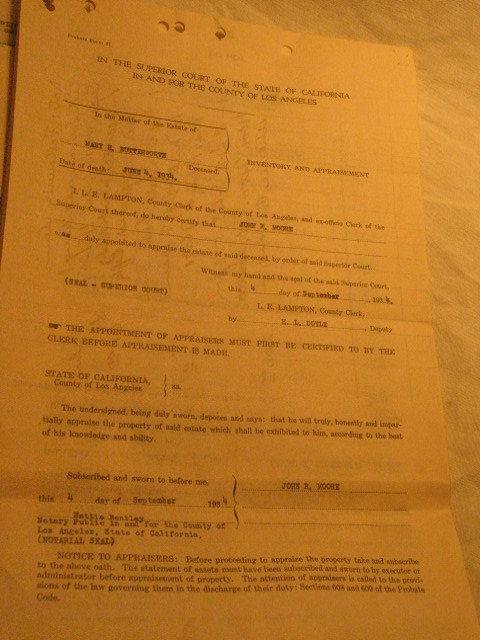 Probate Form 11
IN THE SUPERIOR COURT OF THE STATE OF CALIFORNIA
IN AND FOR THE COUNTY OF LOS ANGELES
In the Matter of the Estate of
MARY E. BUTTERWORTH
Deceased.
Date of death: JUNE 4, 1934.
INVENTORY AND APPRAISEMENT
I, L. E. LAMPTON, County Clerk of the County of Los Angeles, and ex-officio Clerk of the
Superior Court thereof, do hereby certify that JOHN R. MOORE
was duly appointed to appraise the estate of said deceased, by order of said Superior Court.
Witness my hand and the seal of the said Superior Court,
(SEAL - SUPERIOR COURT) this 4 day of September 1934.
L. E. LAMPTON, County Clerk,
by , Deputy
THE APPOINTMENT OF APPRAISERS MUST FIRST BE CERTIFIED TO BY THE
CLERK BEFORE APPRAISEMENT IS MADE.
STATE OF CALIFORNIA,
County of Los Angeles } ss.
The undersigned, being duly sworn, deposes and says: that he will truly, honestly and impar-
tially appraise the property of said estate which shall be exhibited to him, according to the best
of his knowledge and ability.
Subscribed and sworn to before me,
JOHN R. MOORE
this 4 day of September 1934
Hattie Bentley
Notary Public in and for the County of
Los Angeles, State of California.
(NOTARIAL SEAL)
NOTICE TO APPRAISERS: Before proceeding to appraise the property take and subscribe
to the above oath. The statement of assets must have been subscribed and sworn to by executor or
administrator before appraisement of property. The attention of appraisers is called to the provi-
sions of the law governing them in the discharge of their duty: Sections 608 and 609 of the Probate
Code.